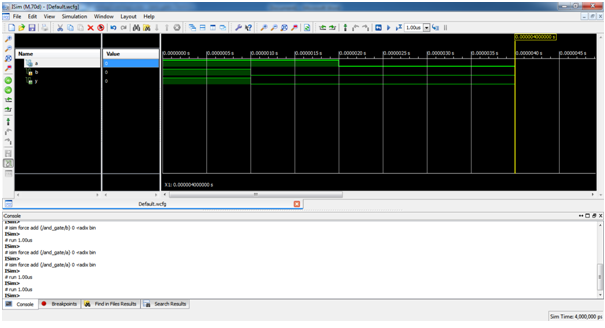 ISim (M.70d) - [Default.wcfg]
File Edit View Simulation Window Layout Help
1.00us
0.000004000000 s
Name Value
0.0000000 s 0.0000005 s 0.0000010 s 0.0000015 s 0.0000020 s 0.0000025 s 0.0000030 s 0.0000035 s 0.0000040 s 0.0000045 s
a 0
b 0
y 0
X1: 0.000004000000 s
Default.wcfg
Console
ISim>
# isim force add {/and_gate/b} 0 -radix bin
ISim>
# run 1.00us
ISim>
# isim force add {/and_gate/a} 0 -radix bin
ISim>
# isim force add {/and_gate/a} 0 -radix bin
ISim>
# run 1.00us
ISim>
# run 1.00us
ISim>
Console Breakpoints Find in Files Results Search Results
Sim Time: 4,000,000 ps